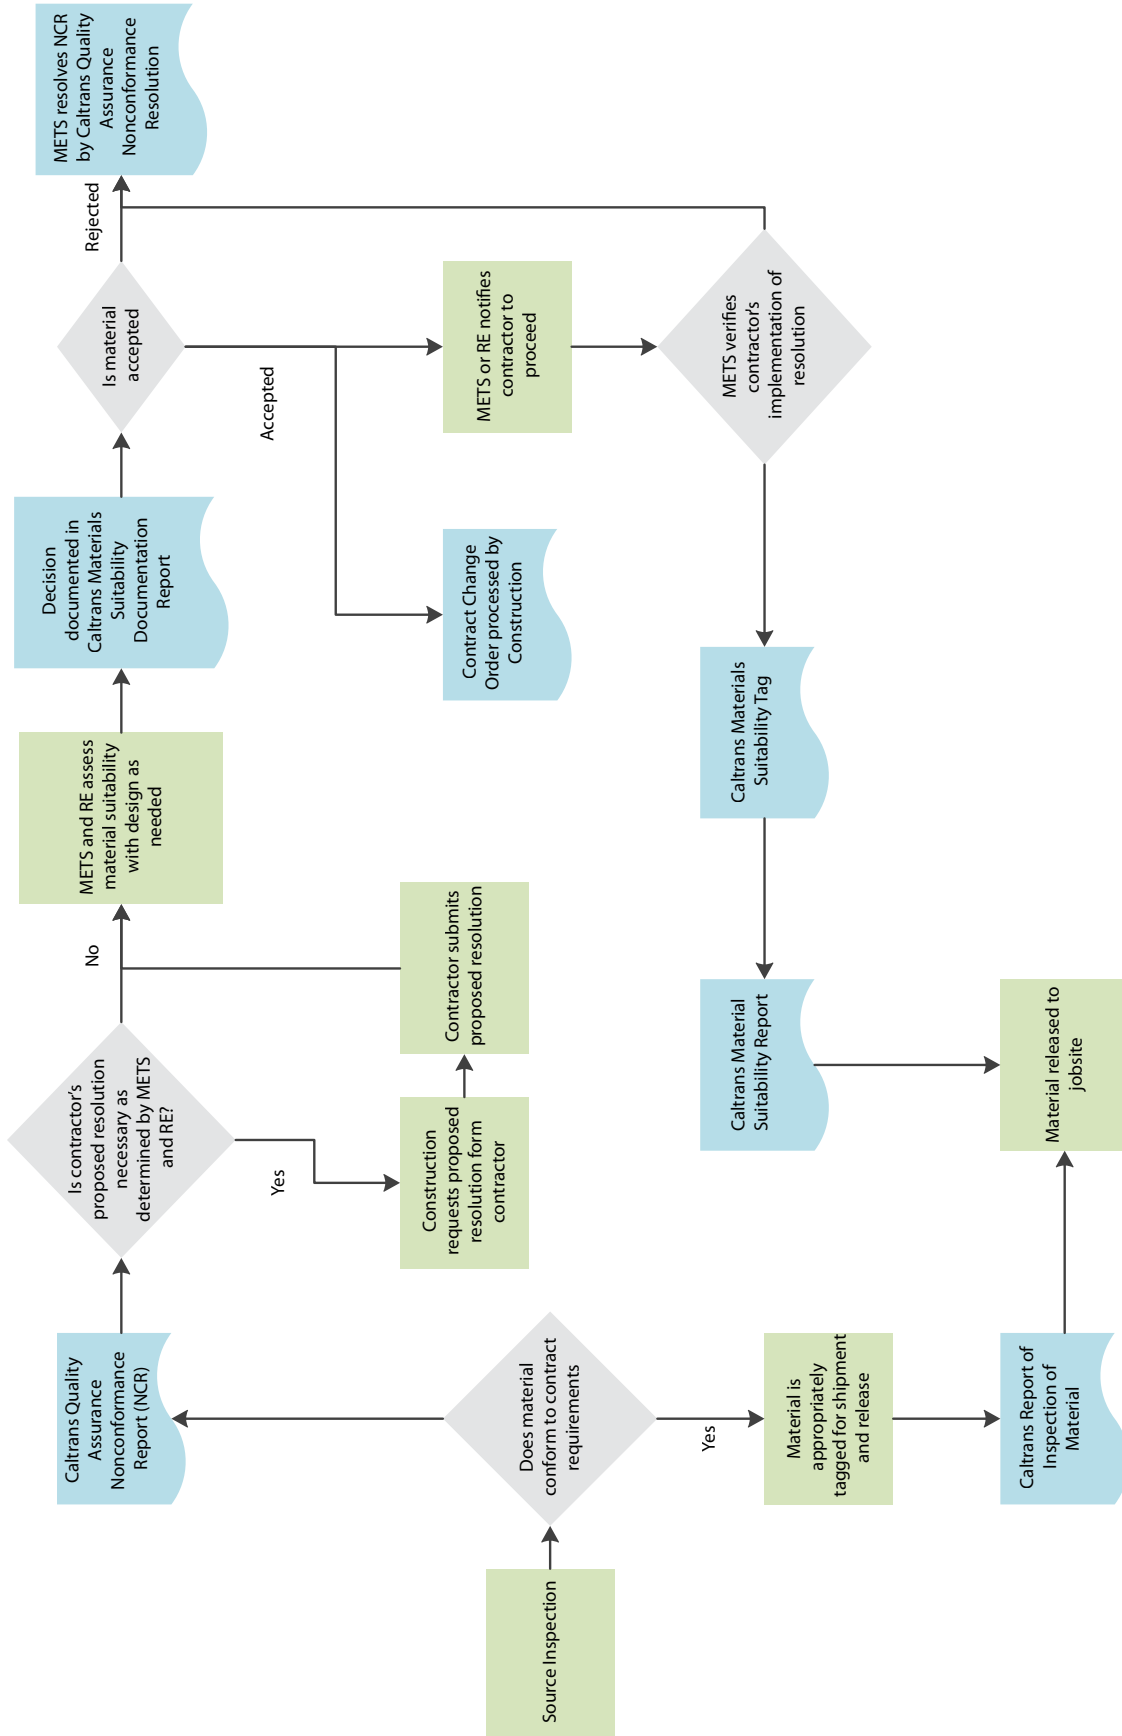 Source Inspection
Does material
conform to contract
requirements
Caltrans Quality
Assurance
Nonconformance
Report (NCR)
Yes
Material is
appropriately
tagged for shipment
and release
Caltrans Report of
Inspection of
Material
Is contractor's
proposed resolution
necessary as
determined by METS
and RE?
Yes
Construction
requests proposed
resolution form
contractor
Contractor submits
proposed resolution
No
METS and RE assess
material suitability
with design as
needed
Decision
documented in
Caltrans Materials
Suitability
Documentation
Report
Is material
accepted
Rejected
METS resolves NCR
by Caltrans Quality
Assurance
Nonconformance
Resolution
Accepted
Contract Change
Order processed by
Construction
METS or RE notifies
contractor to
proceed
METS verifies
contractor's
implementation of
resolution
Caltrans Materials
Suitability Tag
Caltrans Material
Suitability Report
Material released to
jobsite